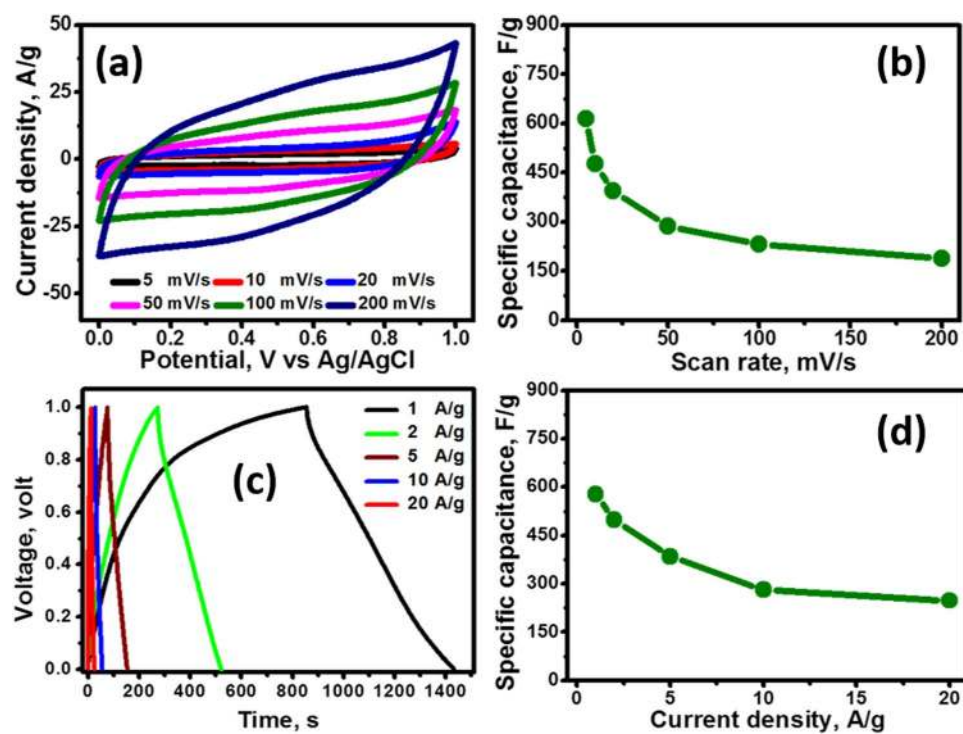 (a)
Current density, A/g
50
25
0
-25
-50
5 mV/s
10 mV/s
20 mV/s
50 mV/s
100 mV/s
200 mV/s
0.0 0.2 0.4 0.6 0.8 1.0
Potential, V vs Ag/AgCl
(b)
Specific capacitance, F/g
900
750
600
450
300
150
0
0 50 100 150 200
Scan rate, mV/s
(c)
Voltage, volt
1.0
0.8
0.6
0.4
0.2
0.0
1 A/g
2 A/g
5 A/g
10 A/g
20 A/g
0 200 400 600 800 1000 1200 1400
Time, s
(d)
Specific capacitance, F/g
900
750
600
450
300
150
0
0 5 10 15 20
Current density, A/g